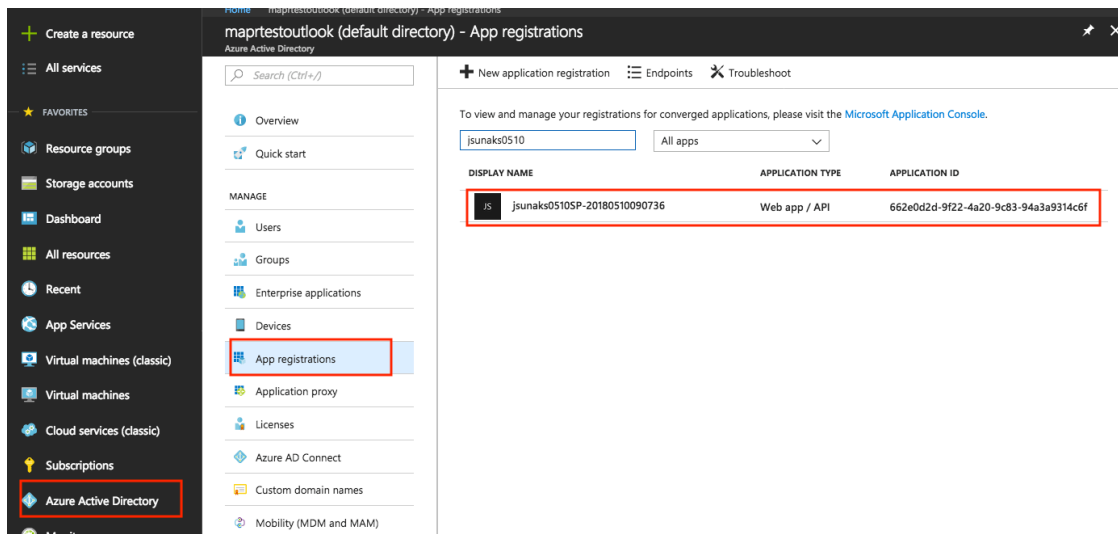 Home maprtestoutlook (default directory) - App registrations
maprtestoutlook (default directory) - App registrations
Azure Active Directory
Create a resource
All services
FAVORITES
Resource groups
Storage accounts
Dashboard
All resources
Recent
App Services
Virtual machines (classic)
Virtual machines
Cloud services (classic)
Subscriptions
Azure Active Directory
Search (Ctrl+/)
Overview
Quick start
MANAGE
Users
Groups
Enterprise applications
Devices
App registrations
Application proxy
Licenses
Azure AD Connect
Custom domain names
Mobility (MDM and MAM)
New application registration Endpoints Troubleshoot
To view and manage your registrations for converged applications, please visit the Microsoft Application Console.
jsunaks0510 All apps
DISPLAY NAME APPLICATION TYPE APPLICATION ID
JS jsunaks0510SP-20180510090736 Web app / API 662e0d2d-9f22-4a20-9c83-94a3a9314c6f